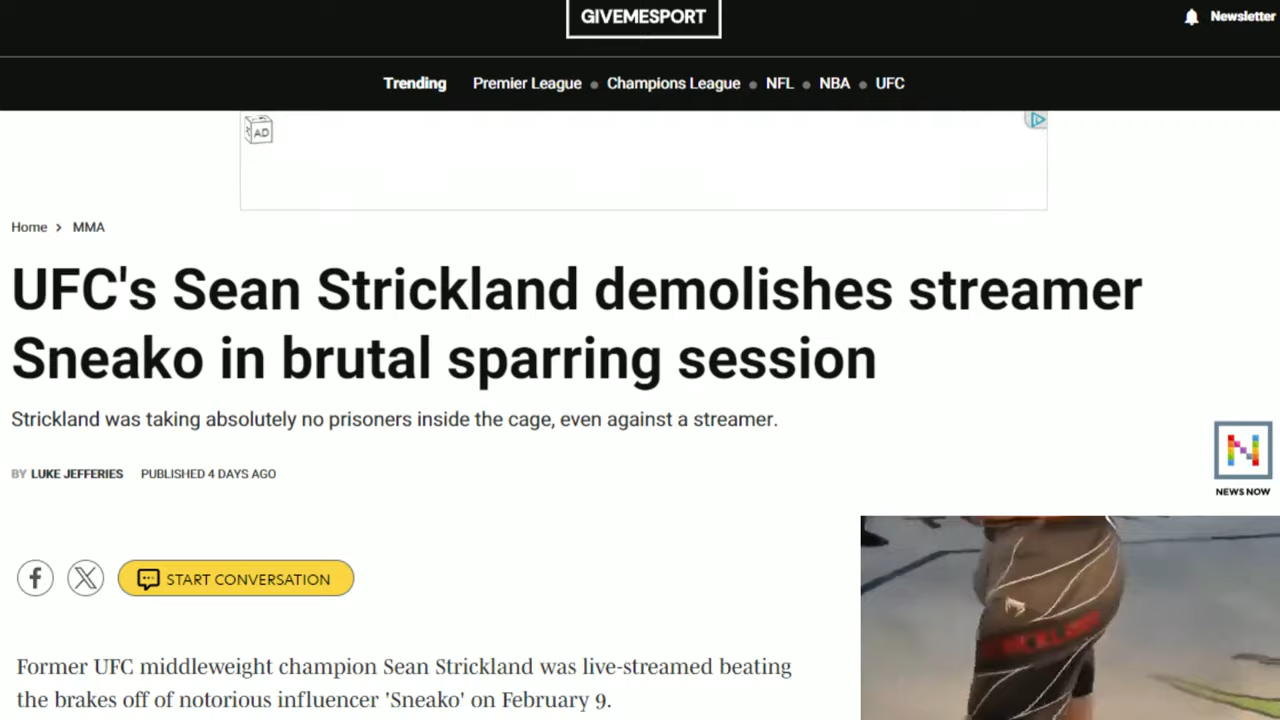 GIVEMESPORT
Newsletter
Trending Premier League Champions League NFL NBA UFC
AD
Home > MMA
UFC's Sean Strickland demolishes streamer
Sneako in brutal sparring session
Strickland was taking absolutely no prisoners inside the cage, even against a streamer.
BY LUKE JEFFERIES PUBLISHED 4 DAYS AGO
N
NEWS NOW
START CONVERSATION
Former UFC middleweight champion Sean Strickland was live-streamed beating
the brakes off of notorious influencer 'Sneako' on February 9.